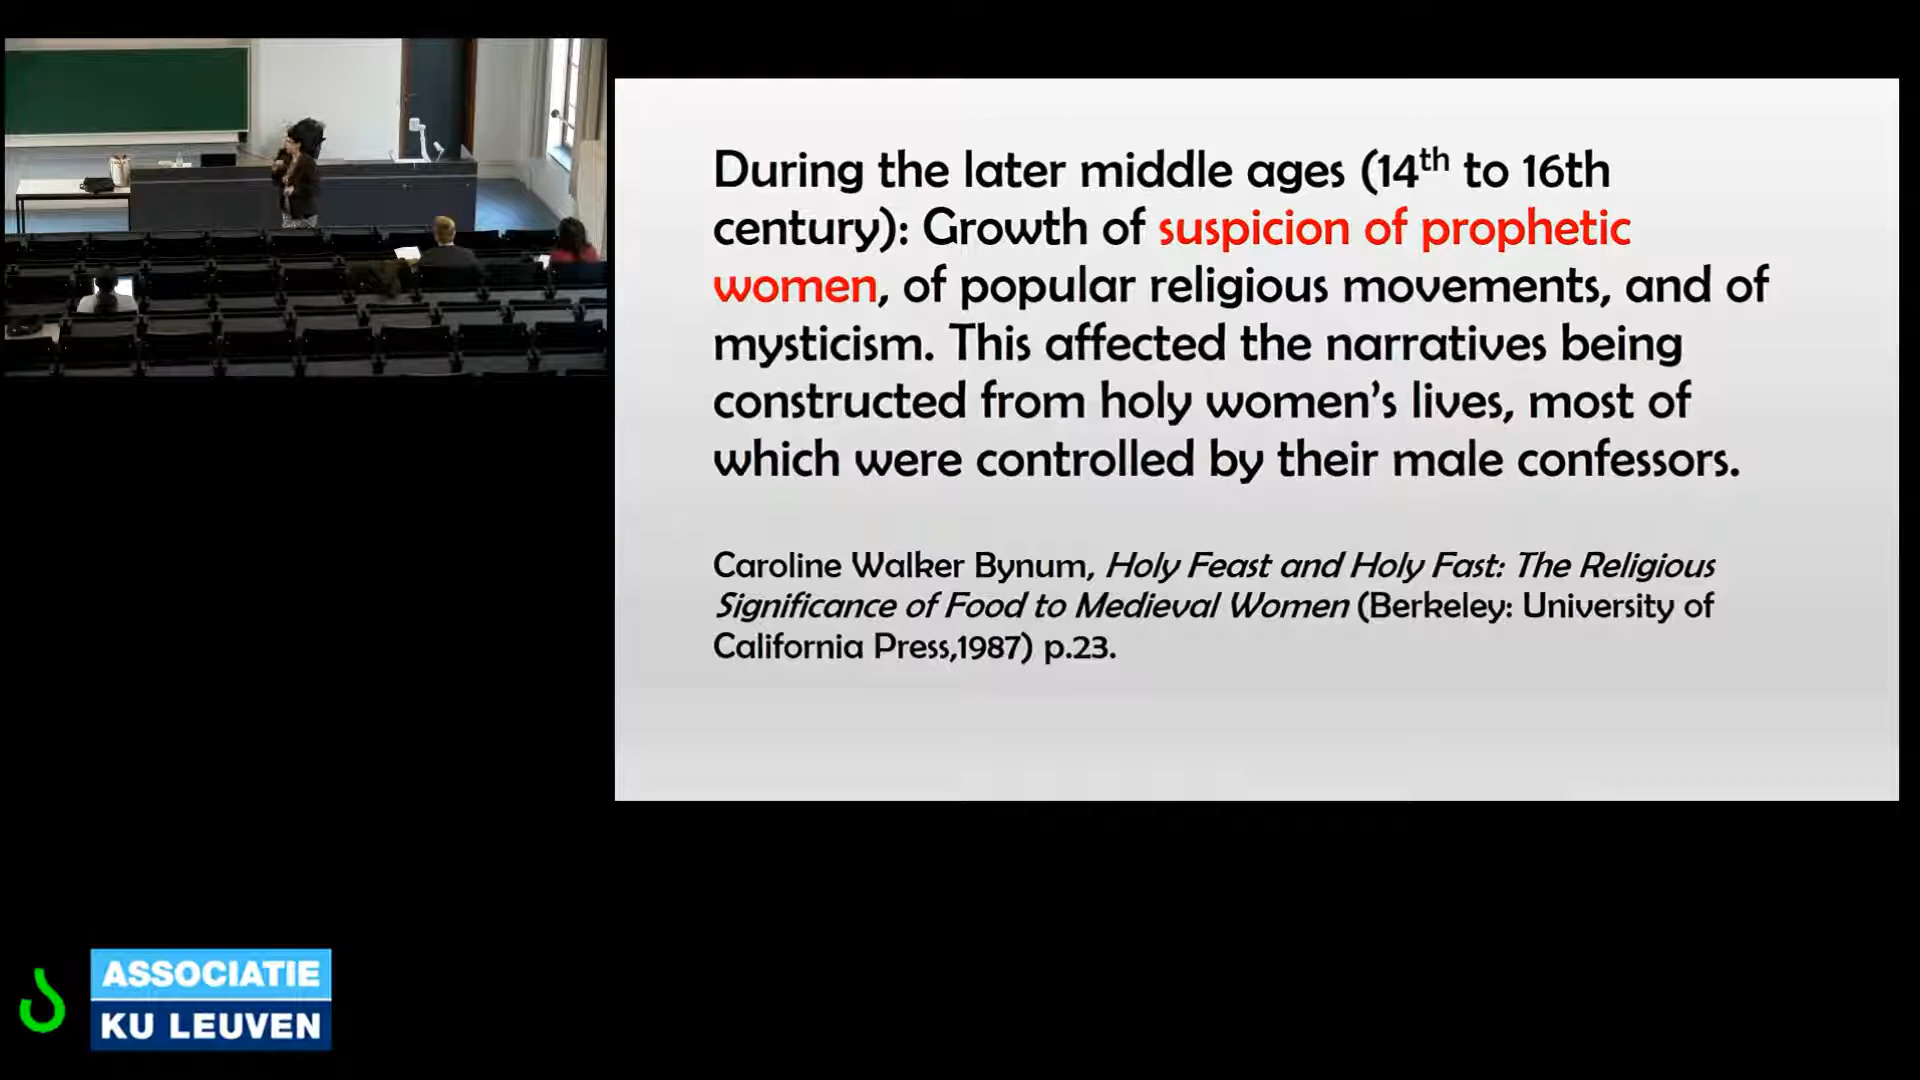 During the later middle ages (14th to 16th
century): Growth of suspicion of prophetic
women, of popular religious movements, and of
mysticism. This affected the narratives being
constructed from holy women’s lives, most of
which were controlled by their male confessors.
Caroline Walker Bynum, Holy Feast and Holy Fast: The Religious
Significance of Food to Medieval Women (Berkeley: University of
California Press,1987) p.23.
ASSOCIATIE
KU LEUVEN